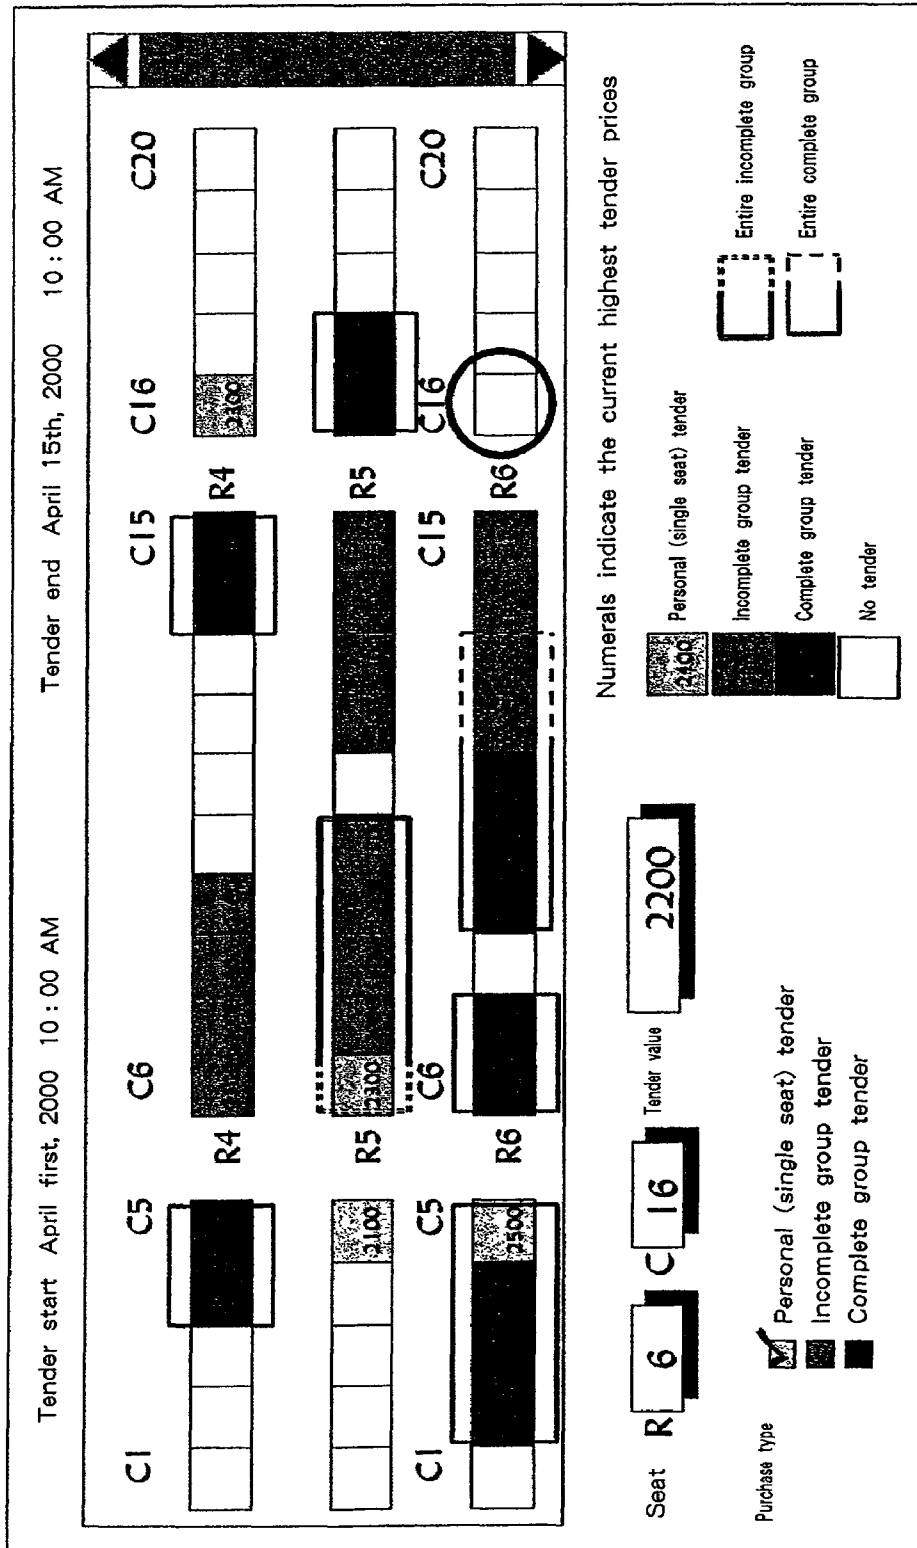 Tender start April first, 2000 10:00 AM Tender end April 15th, 2000 10:00 AM
C1 C5 C6 C15 C16 C20
R4 R4
2300
R5 2300 R5
2100
C1 C5 C6 C15 C16 C20
2500 R6 R6
Numerals indicate the current highest tender prices
Seat R 6 C 16 Tender value 2200
2400 Personal (single seat) tender
Incomplete group tender
Complete group tender
No tender
Entire incomplete group
Entire complete group
Purchase type
Personal (single seat) tender
Incomplete group tender
Complete group tender